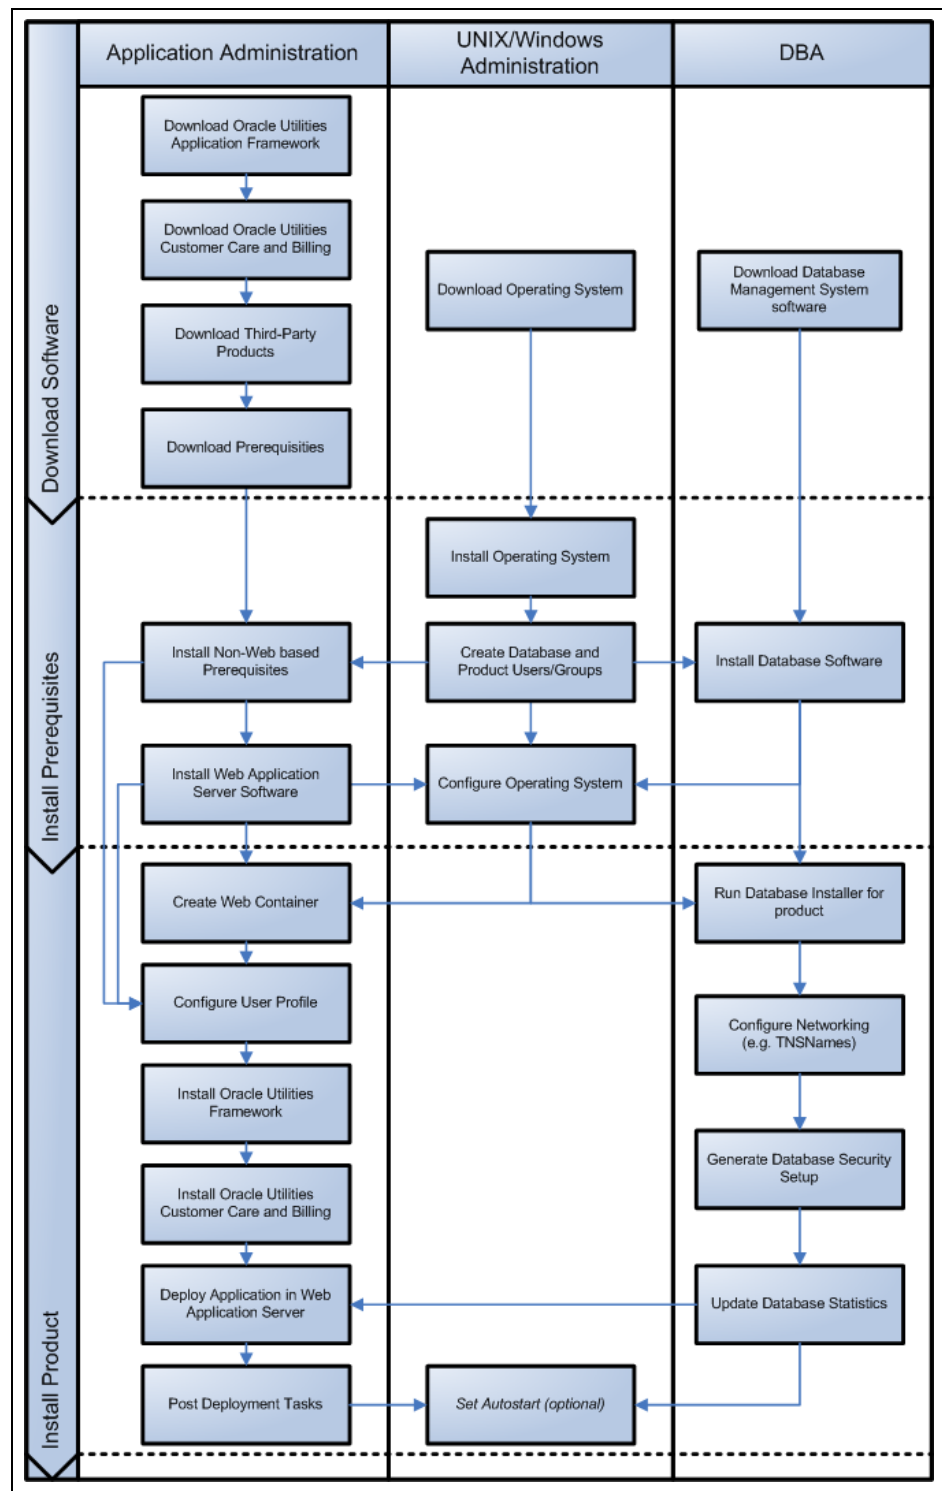 Application Administration
UNIX/Windows
Administration
DBA
Download Software
Download Oracle Utilities
Application Framework
Download Oracle Utilities
Customer Care and Billing
Download Third-Party
Products
Download Prerequisities
Download Operating System
Download Database
Management System
software
Install Prerequisites
Install Operating System
Install Non-Web based
Prerequisites
Create Database and
Product Users/Groups
Install Database Software
Install Web Application
Server Software
Configure Operating System
Install Product
Create Web Container
Run Database Installer for
product
Configure User Profile
Configure Networking
(e.g. TNSNames)
Install Oracle Utilities
Framework
Generate Database Security
Setup
Install Oracle Utilities
Customer Care and Billing
Deploy Application in Web
Application Server
Update Database Statistics
Post Deployment Tasks
Set Autostart (optional)